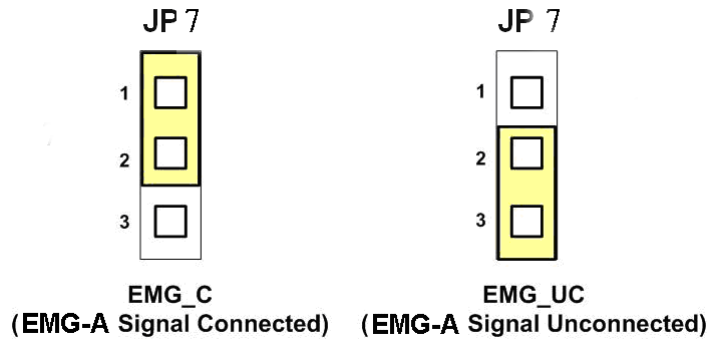 JP 7
1
2
3
EMG_C
(EMG-A Signal Connected)
JP 7
1
2
3
EMG_UC
(EMG-A Signal Unconnected)